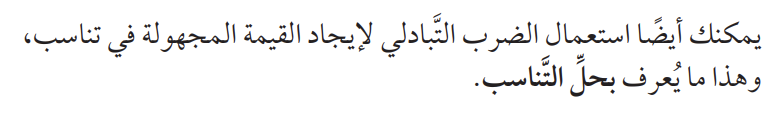 يمكنك أيضًا استعمال الضرب التَّبادلي لإيجاد القيمة المجهولة في تناسب،
وهذا ما يُعرف بحلِّ التَّناسب.